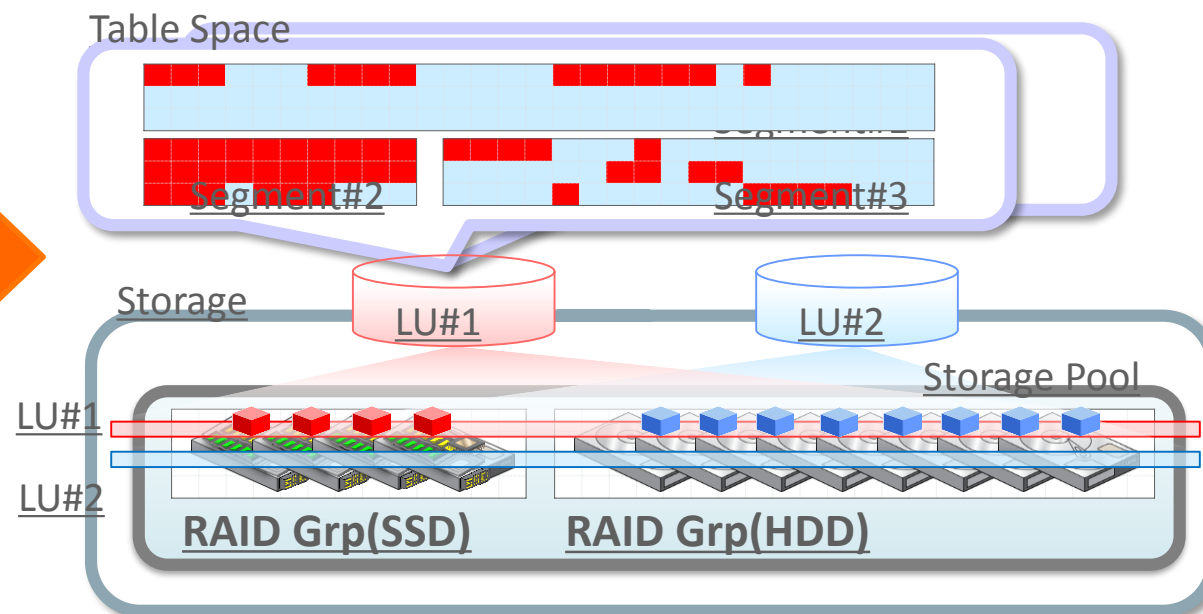 Table Space
Segment#2
Segment#3
Storage
LU#1
LU#2
Storage Pool
LU#1
LU#2
RAID Grp(SSD)
RAID Grp(HDD)